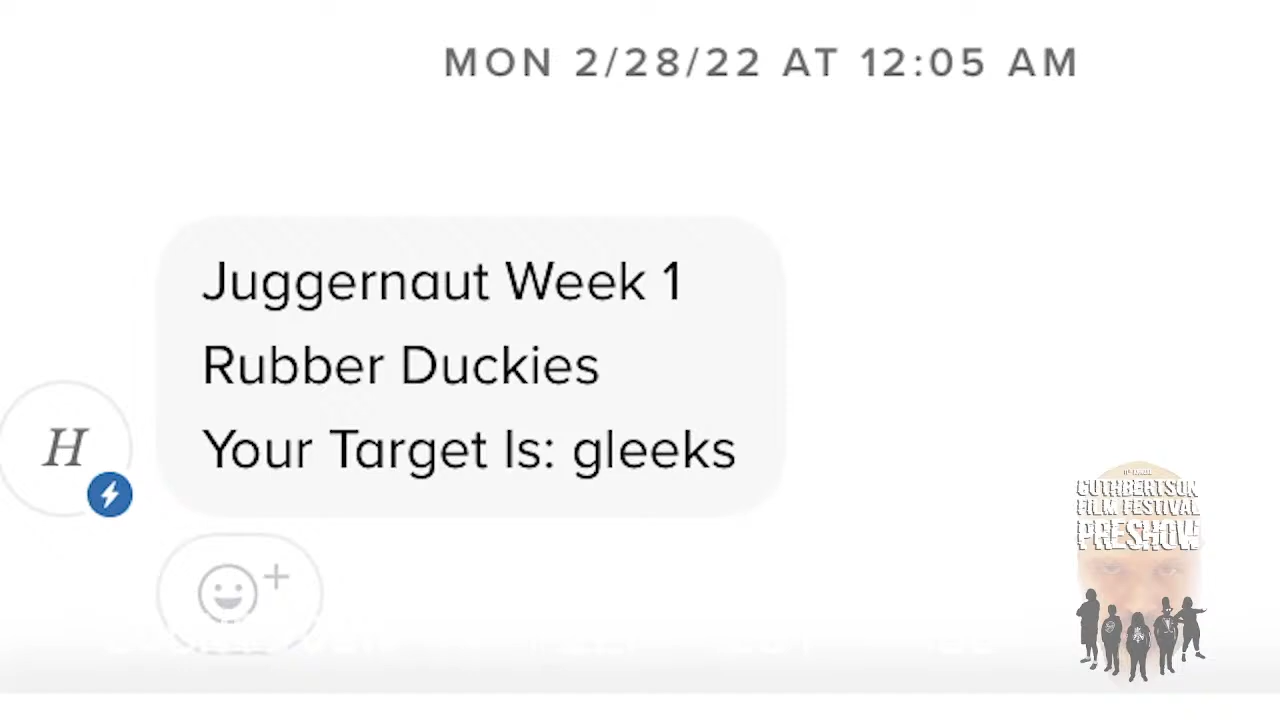 MON 2/28/22 AT 12:05 AM
Juggernaut Week 1
Rubber Duckies
Your Target Is: gleeks
H
CUTHBERTSON
FILM FESTIVAL
PRESHOW